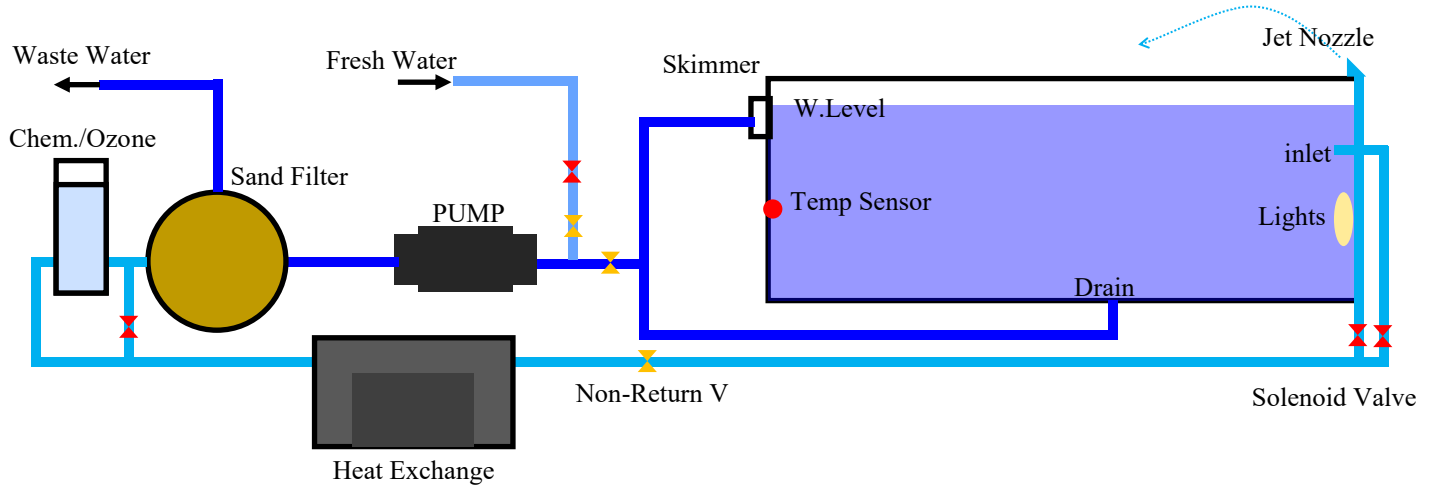 Jet Nozzle
Waste Water
Fresh Water
Skimmer
W.Level
Chem./Ozone
inlet
Sand Filter
Temp Sensor
PUMP
Lights
Drain
Non-Return V
Solenoid Valve
Heat Exchange